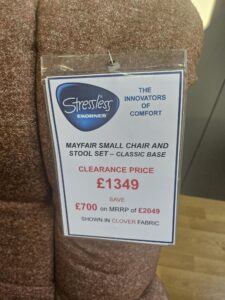 Stressless
EKORNES
THE
INNOVATORS
OF
COMFORT
MAYFAIR SMALL CHAIR AND
STOOL SET – CLASSIC BASE
CLEARANCE PRICE
£1349
SAVE
£700 on MRRP of £2049
SHOWN IN CLOVER FABRIC